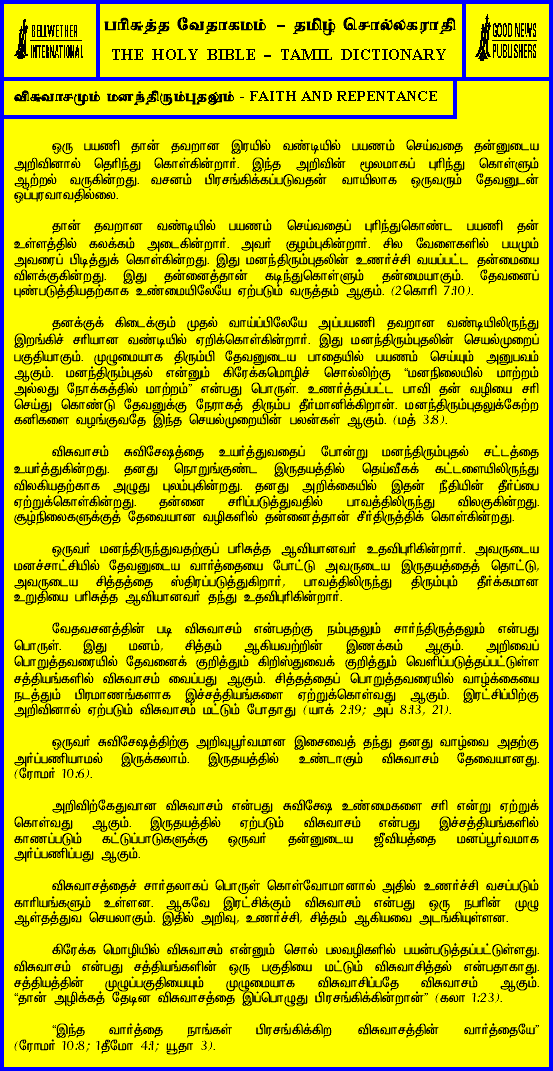 BELLWETHER
INTERNATIONAL
பரிசுத்த வேதாகமம் – தமிழ் சொல்லகராதி
THE HOLY BIBLE – TAMIL DICTIONARY
GOOD NEWS
PUBLISHERS
விசுவாசமும் மனந்திரும்புதலும் - FAITH AND REPENTANCE
ஒரு பயணி தான் தவறான இரயில் வண்டியில் பயணம் செய்வதை தன்னுடைய
அறிவினால் தெரிந்து கொள்கின்றார். இந்த அறிவின் மூலமாகப் புரிந்து கொள்ளும்
ஆற்றல் வருகின்றது. வசனம் பிரசங்கிக்கப்படுவதன் வாயிலாக ஒருவரும் தேவனுடன்
ஒப்புரவாவதில்லை.
தான் தவறான வண்டியில் பயணம் செய்வதைப் புரிந்துகொண்ட பயணி தன்
உள்ளத்தில் கலக்கம் அடைகின்றார். அவர் குழம்புகின்றார். சில வேளைகளில் பயமும்
அவரைப் பிடித்துக் கொள்கின்றது. இது மனந்திரும்புதலின் உணர்ச்சி வயப்பட்ட தன்மையை
விளக்குகின்றது. இது தன்னைத்தான் கடிந்துகொள்ளும் தன்மையாகும். தேவனைப்
புண்படுத்தியதற்காக உண்மையிலேயே ஏற்படும் வருத்தம் ஆகும். (2கொரி 7:10).
தனக்குக் கிடைக்கும் முதல் வாய்ப்பிலேயே அப்பயணி தவறான வண்டியிலிருந்து
இறங்கிச் சரியான வண்டியில் ஏறிக்கொள்கின்றார். இது மனந்திரும்புதலின் செயல்முறைப்
பகுதியாகும். முழுமையாக திரும்பி தேவனுடைய பாதையில் பயணம் செய்யும் அனுபவம்
ஆகும். மனந்திரும்புதல் என்னும் கிரேக்கமொழிச் சொல்லிற்கு “மனநிலையில் மாற்றம்
அல்லது நோக்கத்தில் மாற்றம்” என்பது பொருள். உணர்த்தப்பட்ட பாவி தன் வழியை சரி
செய்து கொண்டு தேவனுக்கு நேராகத் திரும்ப தீர்மானிக்கிறான். மனந்திரும்புதலுக்கேற்ற
கனிகளை வழங்குவதே இந்த செயல்முறையின் பலன்கள் ஆகும். (மத் 3:8).
விசுவாசம் சுவிசேஷத்தை உயர்த்துவதைப் போன்று மனந்திரும்புதல் சட்டத்தை
உயர்த்துகின்றது. தனது நொறுங்குண்ட இருதயத்தில் தெய்வீகக் கட்டளையிலிருந்து
விலகியதற்காக அழுது புலம்புகின்றது. தனது அறிக்கையில் இதன் நீதியின் தீர்ப்பை
ஏற்றுக்கொள்கின்றது. தன்னை சரிப்படுத்துவதில் பாவத்திலிருந்து விலகுகின்றது.
சூழ்நிலைகளுக்குத் தேவையான வழிகளில் தன்னைத்தான் சீர்திருத்திக் கொள்கின்றது.
ஒருவர் மனந்திருந்துவதற்குப் பரிசுத்த ஆவியானவர் உதவிபுரிகின்றார். அவருடைய
மனச்சாட்சியில் தேவனுடைய வார்த்தையை போட்டு அவருடைய இருதயத்தைத் தொட்டு,
அவருடைய சித்தத்தை ஸ்திரப்படுத்துகிறார், பாவத்திலிருந்து திரும்பும் தீர்க்கமான
உறுதியை பரிசுத்த ஆவியானவர் தந்து உதவிபுரிகின்றார்.
வேதவசனத்தின் படி விசுவாசம் என்பதற்கு நம்புதலும் சார்ந்திருத்தலும் என்பது
பொருள். இது மனம், சித்தம் ஆகியவற்றின் இணக்கம் ஆகும். அறிவைப்
பொறுத்தவரையில் தேவனைக் குறித்தும் கிறிஸ்துவைக் குறித்தும் வெளிப்படுத்தப்பட்டுள்ள
சத்தியங்களில் விசுவாசம் வைப்பது ஆகும். சித்தத்தைப் பொறுத்தவரையில் வாழ்க்கையை
நடத்தும் பிரமாணங்களாக இச்சத்தியங்களை ஏற்றுக்கொள்வது ஆகும். இரட்சிப்பிற்கு
அறிவினால் ஏற்படும் விசுவாசம் மட்டும் போதாது (யாக் 2:19; அப் 8:13, 21).
ஒருவர் சுவிசேஷத்திற்கு அறிவுபூர்வமான இசைவைத் தந்து தனது வாழ்வை அதற்கு
அர்ப்பணியாமல் இருக்கலாம். இருதயத்தில் உண்டாகும் விசுவாசம் தேவையானது.
(ரோமர் 10:6).
அறிவிற்கேதுவான விசுவாசம் என்பது சுவிசேஷ உண்மைகளை சரி என்று ஏற்றுக்
கொள்வது ஆகும். இருதயத்தில் ஏற்படும் விசுவாசம் என்பது இச்சத்தியங்களில்
காணப்படும் கட்டுப்பாடுகளுக்கு ஒருவர் தன்னுடைய ஜீவியத்தை மனப்பூர்வமாக
அர்ப்பணிப்பது ஆகும்.
விசுவாசத்தைச் சார்தலாகப் பொருள் கொள்வோமானால் அதில் உணர்ச்சி வசப்படும்
காரியங்களும் உள்ளன. ஆகவே இரட்சிக்கும் விசுவாசம் என்பது ஒரு நபரின் முழு
ஆள்தத்துவ செயலாகும். இதில் அறிவு, உணர்ச்சி, சித்தம் ஆகியவை அடங்கியுள்ளன.
கிரேக்க மொழியில் விசுவாசம் என்னும் சொல் பலவழிகளில் பயன்படுத்தப்பட்டுள்ளது.
விசுவாசம் என்பது சத்தியங்களின் ஒரு பகுதியை மட்டும் விசுவாசித்தல் என்பதாகாது.
சத்தியத்தின் முழுப்பகுதியையும் முழுமையாக விசுவாசிப்பதே விசுவாசம் ஆகும்.
“தான் அழிக்கத் தேடின விசுவாசத்தை இப்பொழுது பிரசங்கிக்கின்றான்” (கலா 1:23).
“இந்த வார்த்தை நாங்கள் பிரசங்கிக்கிற விசுவாசத்தின் வார்த்தையே”
(ரோமர் 10:8; 1தீமோ 4:1; யூதா 3).